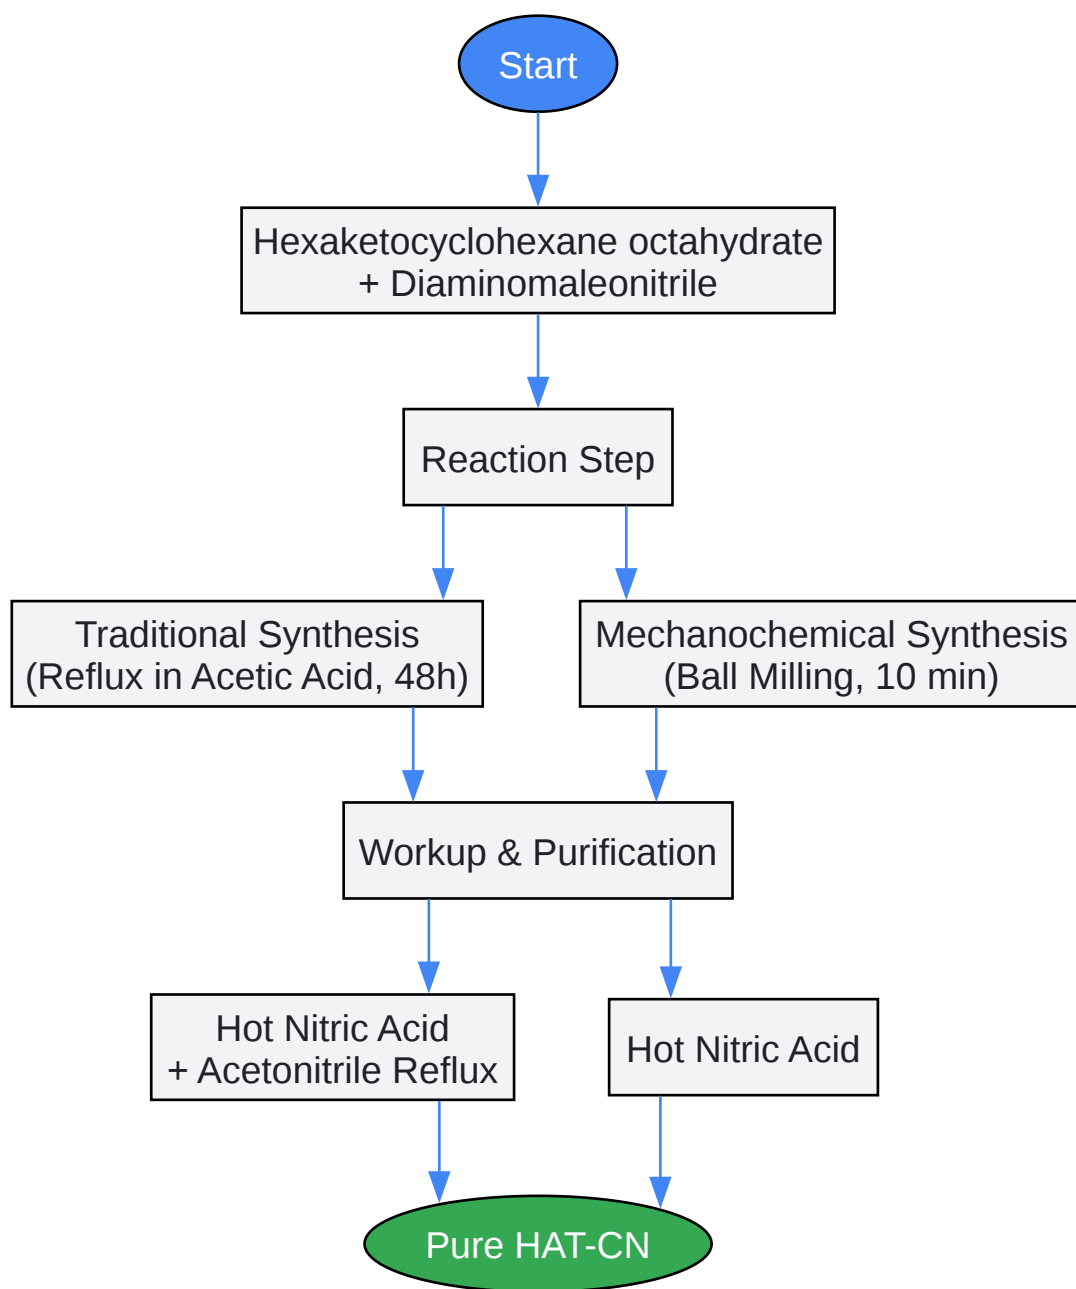 Start
Hexaketocyclohexane octahydrate
+ Diaminomaleonitrile
Reaction Step
Traditional Synthesis
(Reflux in Acetic Acid, 48h)
Mechanochemical Synthesis
(Ball Milling, 10 min)
Workup & Purification
Hot Nitric Acid
+ Acetonitrile Reflux
Hot Nitric Acid
Pure HAT-CN